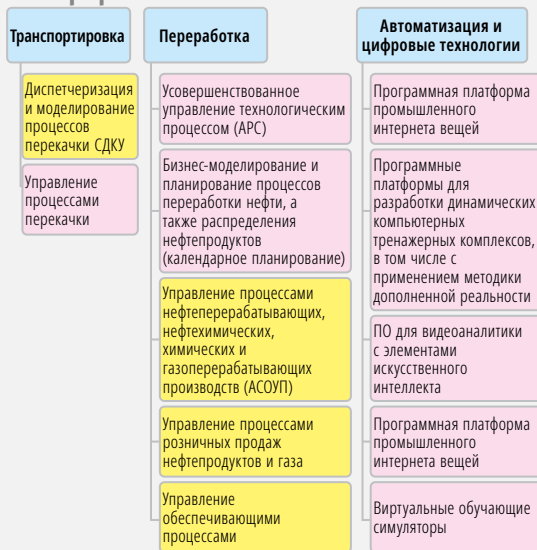 Транспортировка
Диспетчеризация
и моделирование
процессов
перекачки СДКУ
Управление
процессами
перекачки
Переработка
Усовершенствованное
управление технологическим
процессом (АРС)
Бизнес-моделирование и
планирование процессов
переработки нефти, а
также распределения
нефтепродуктов
(календарное планирование)
Управление процессами
нефтеперерабатывающих,
нефтехимических,
химических и
газоперерабатывающих
производств (АСОУП)
Управление процессами
розничных продаж
нефтепродуктов и газа
Управление
обеспечивающими
процессами
Автоматизация и
цифровые технологии
Программная платформа
промышленного
интернета вещей
Программные
платформы для
разработки динамических
компьютерных
тренажерных комплексов,
в том числе с
применением методики
дополненной реальности
ПО для видеоаналитики
с элементами
искусственного
интеллекта
Программная платформа
промышленного
интернета вещей
Виртуальные обучающие
симуляторы